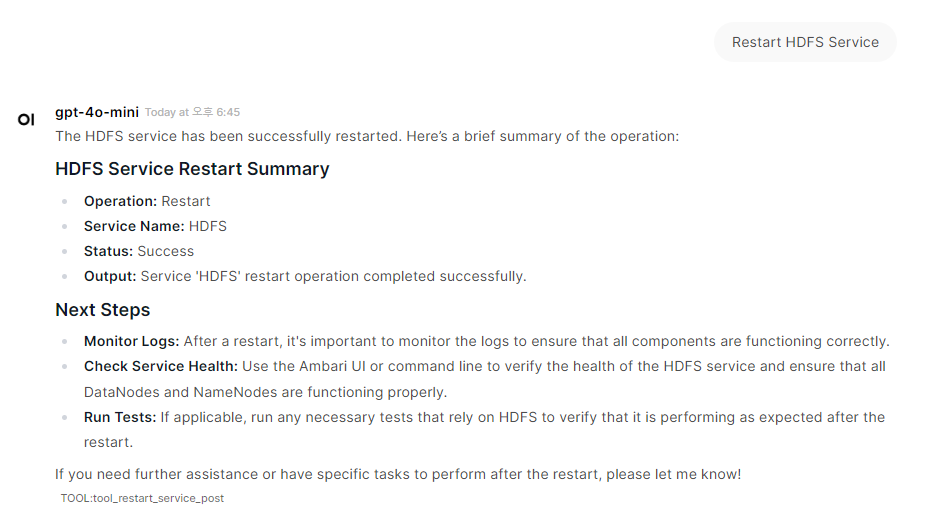 Restart HDFS Service
OI
gpt-4o-mini Today at 오후 6:45
The HDFS service has been successfully restarted. Here's a brief summary of the operation:
HDFS Service Restart Summary
Operation: Restart
Service Name: HDFS
Status: Success
Output: Service 'HDFS' restart operation completed successfully.
Next Steps
Monitor Logs: After a restart, it's important to monitor the logs to ensure that all components are functioning correctly.
Check Service Health: Use the Ambari UI or command line to verify the health of the HDFS service and ensure that all
DataNodes and NameNodes are functioning properly.
Run Tests: If applicable, run any necessary tests that rely on HDFS to verify that it is performing as expected after the
restart.
If you need further assistance or have specific tasks to perform after the restart, please let me know!
TOOL:tool_restart_service_post